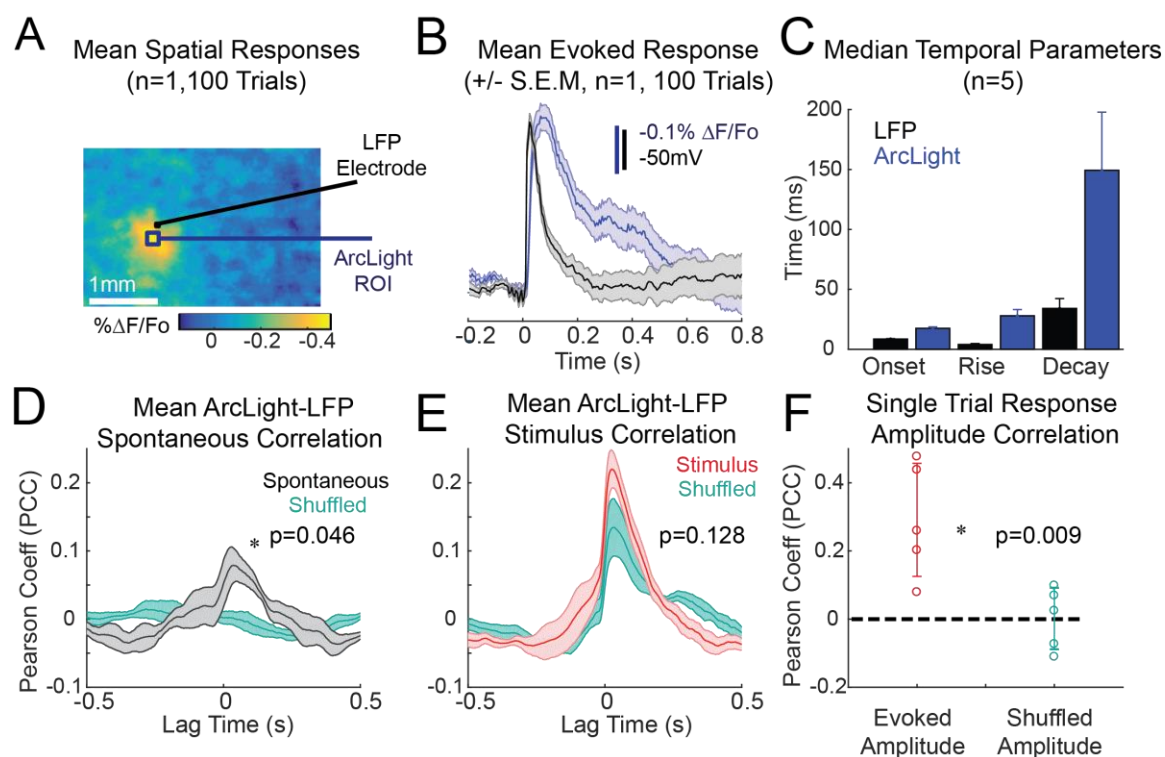 A
Mean Spatial Responses
(n=1,100 Trials)
LFP
Electrode
ArcLight
ROI
1mm
%ΔF/Fo
0 -0.2 -0.4
B
Mean Evoked Response
(+/- S.E.M, n=1, 100 Trials)
-0.1% ΔF/Fo
-50mV
-0.2 0 0.2 0.4 0.6 0.8
Time (s)
C
Median Temporal Parameters
(n=5)
LFP
ArcLight
200
150
100
50
0
Time (ms)
Onset Rise Decay
D
Mean ArcLight-LFP
Spontaneous Correlation
Spontaneous
Shuffled
* p=0.046
0.2
0.1
0
-0.1
Pearson Coeff (PCC)
-0.5 0 0.5
Lag Time (s)
E
Mean ArcLight-LFP
Stimulus Correlation
Stimulus
Shuffled
p=0.128
0.2
0.1
0
-0.1
-0.5 0 0.5
Lag Time (s)
F
Single Trial Response
Amplitude Correlation
* p=0.009
0.4
0.2
0
-0.2
Pearson Coeff (PCC)
Evoked
Amplitude
Shuffled
Amplitude